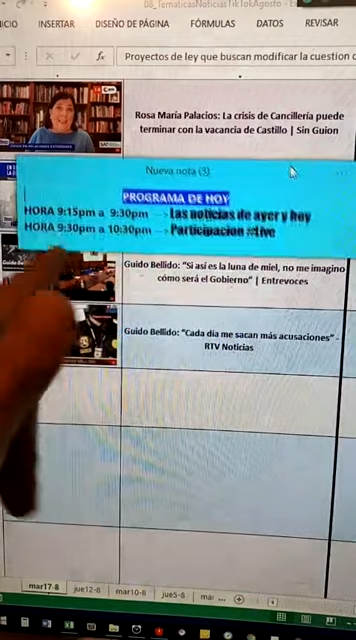 08_TematicasNoticiasTikTokAgosto - E
ICIO INSERTAR DISEÑO DE PÁGINA FÓRMULAS DATOS REVISAR
fx Proyectos de ley que buscan modificar la cuestion c
Rosa María Palacios: La crisis de Cancillería puede
terminar con la vacancia de Castillo | Sin Guion
Nueva nota (3)
PROGRAMA DE HOY
HORA 9:15pm a 9:30pm --> Las noticias de ayer y hoy
HORA 9:30pm a 10:30pm --> Participacion #Live
Guido Bellido: "Si así es la luna de miel, no me imagino
cómo será el Gobierno" | Entrevoces
Guido Bellido: "Cada día me sacan más acusaciones" -
RTV Noticias
mar17-8 jue12-8 mar10-8 jue5-8 mar ...